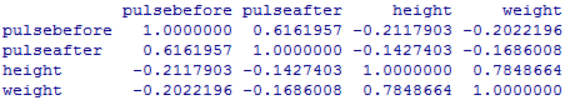 pulsebefore pulseafter height weight
pulsebefore 1.0000000 0.6161957 -0.2117903 -0.2022196
pulseafter 0.6161957 1.0000000 -0.1427403 -0.1686008
height -0.2117903 -0.1427403 1.0000000 0.7848664
weight -0.2022196 -0.1686008 0.7848664 1.0000000